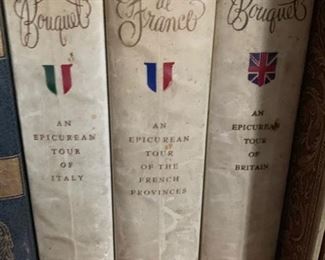 Bouquet
AN
EPICUREAN
TOUR
OF
ITALY
de
France
AN
EPICUREAN
TOUR
OF THE
FRENCH
PROVINCES
Bouquet
AN
EPICUREAN
TOUR
OF
BRITAIN